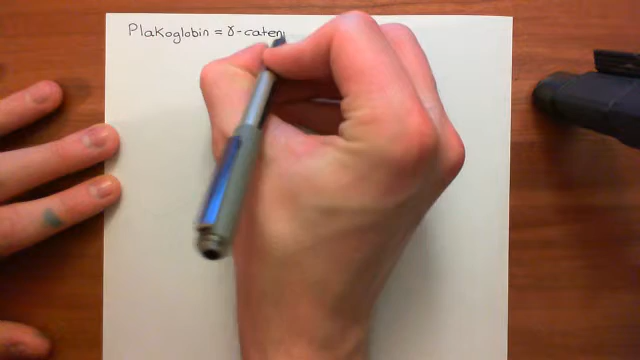 Plakoglobin = γ-cateni